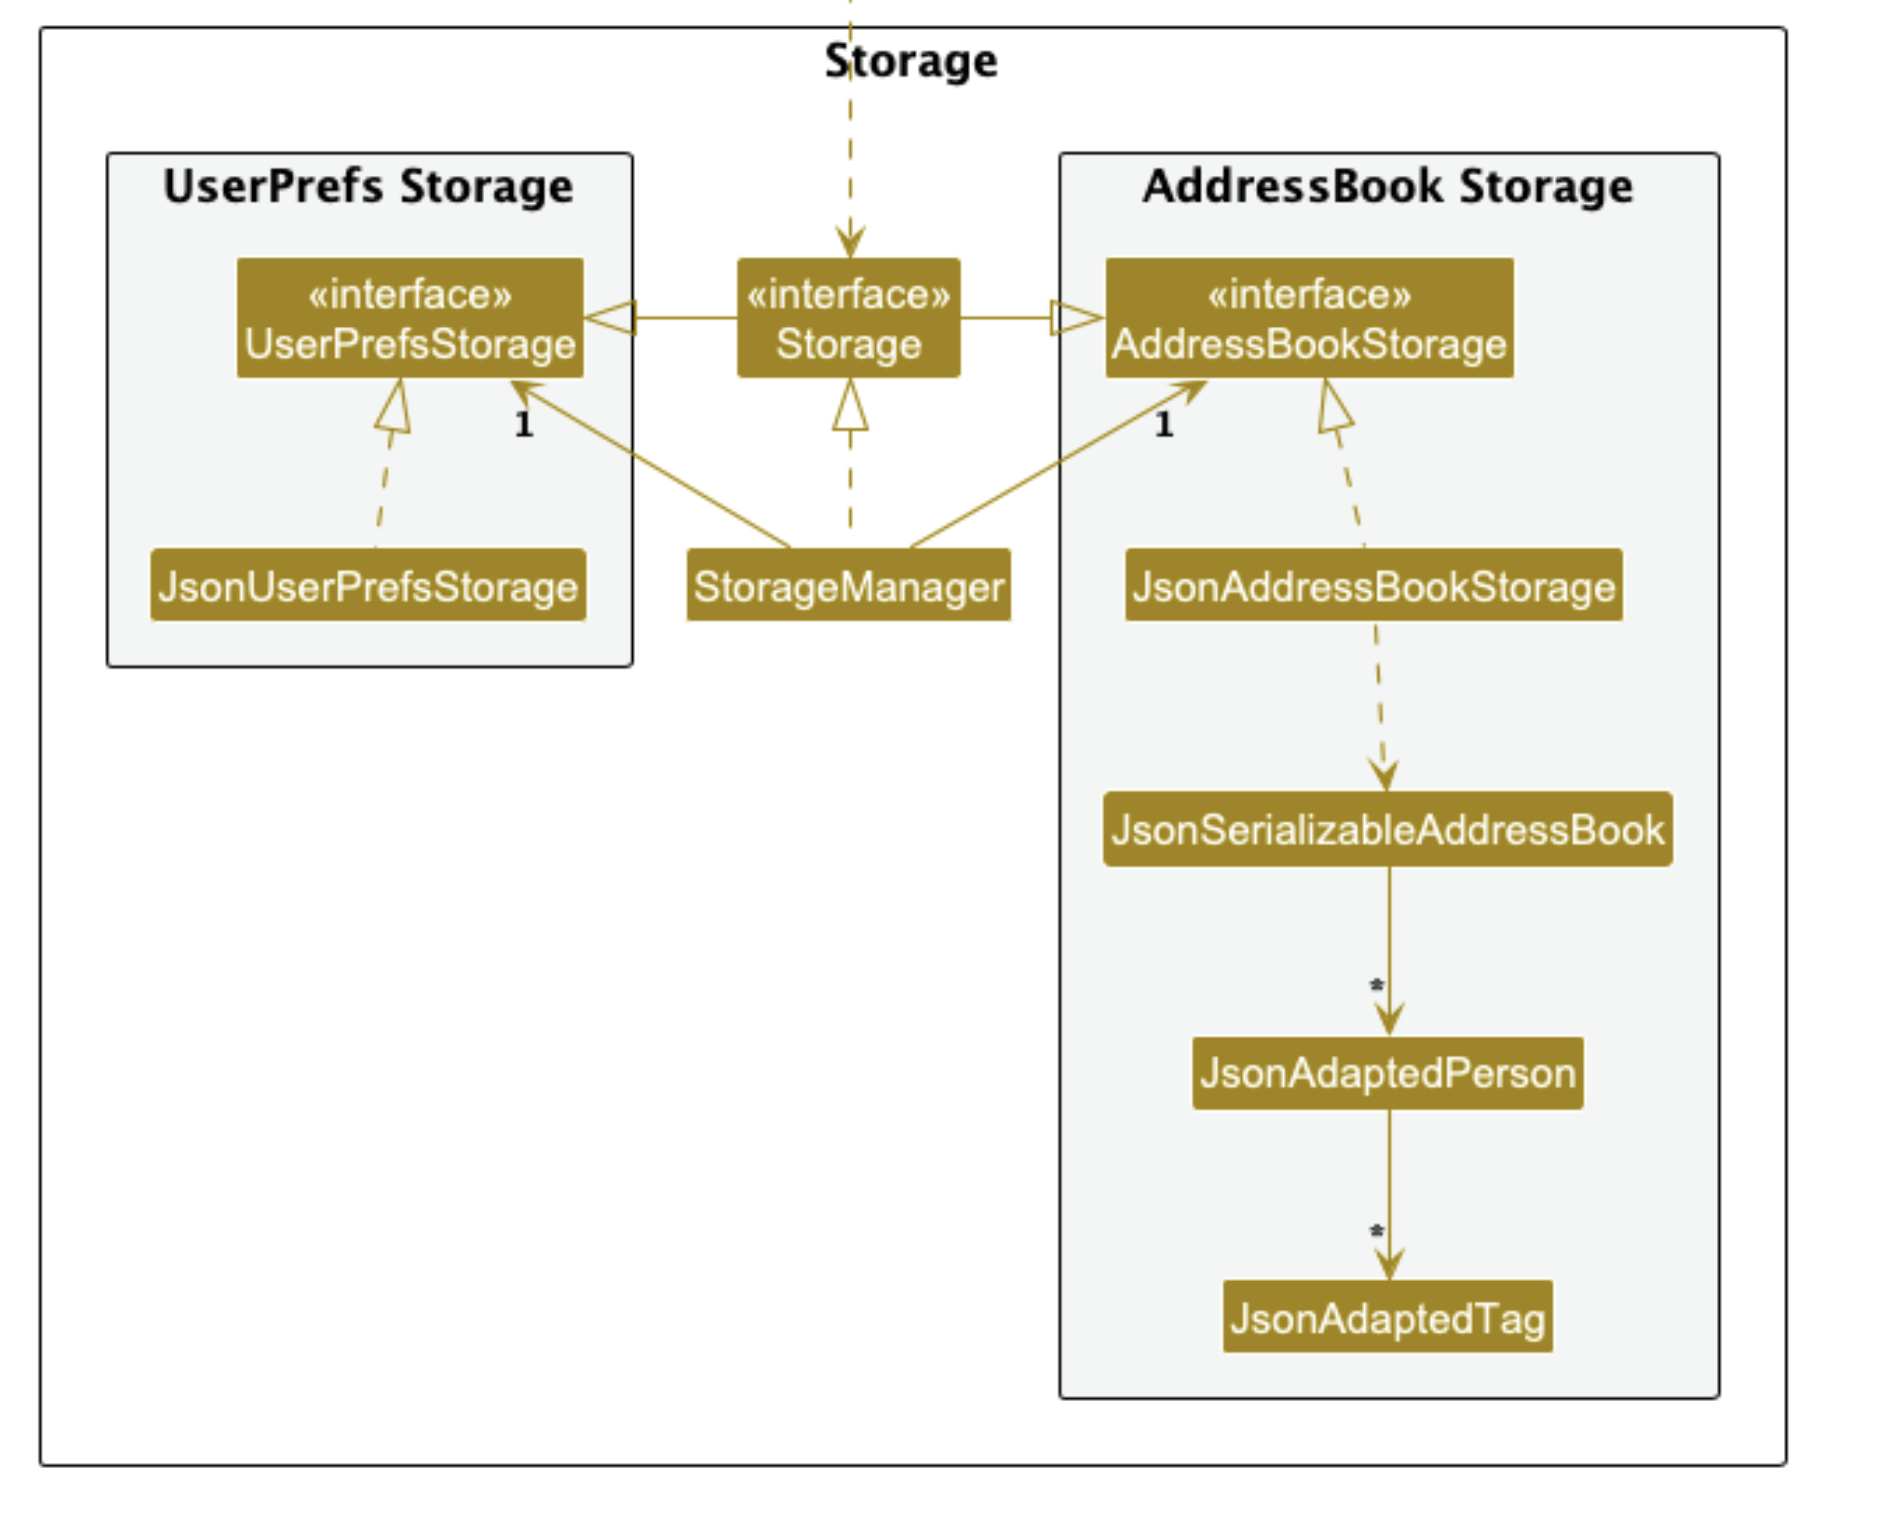 Storage
UserPrefs Storage
AddressBook Storage
«interface»
UserPrefsStorage
«interface»
Storage
«interface»
AddressBookStorage
1
1
JsonUserPrefsStorage
StorageManager
JsonAddressBookStorage
JsonSerializableAddressBook
*
JsonAdaptedPerson
*
JsonAdaptedTag